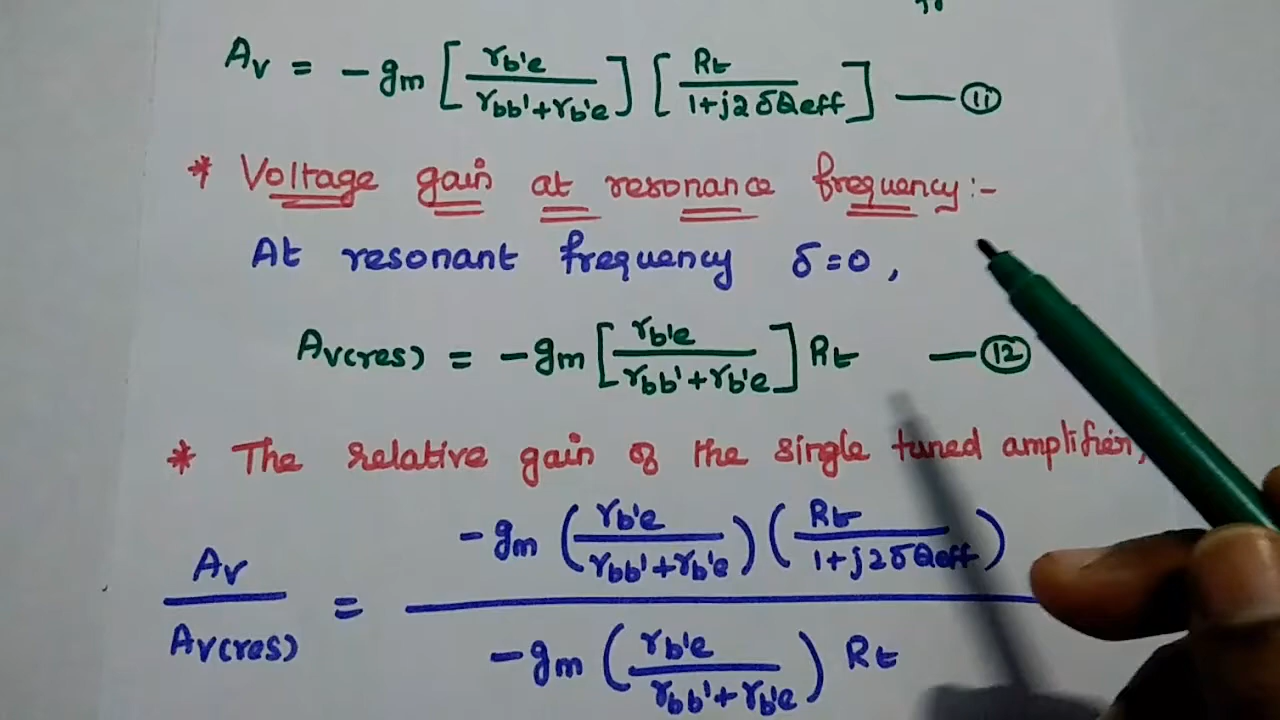 Av = -gm [ rb'e / rbb'+rb'e ] [ Rt / 1+j2δQeff ] — 11
* Voltage gain at resonance frequency:-
At resonant frequency δ=0,
Av(res) = -gm [ rb'e / rbb'+rb'e ] Rt — 12
* The relative gain of the single tuned amplifier,
Av / Av(res) = -gm ( rb'e / rbb'+rb'e ) ( Rt / 1+j2δQeff ) / -gm ( rb'e / rbb'+rb'e ) Rt